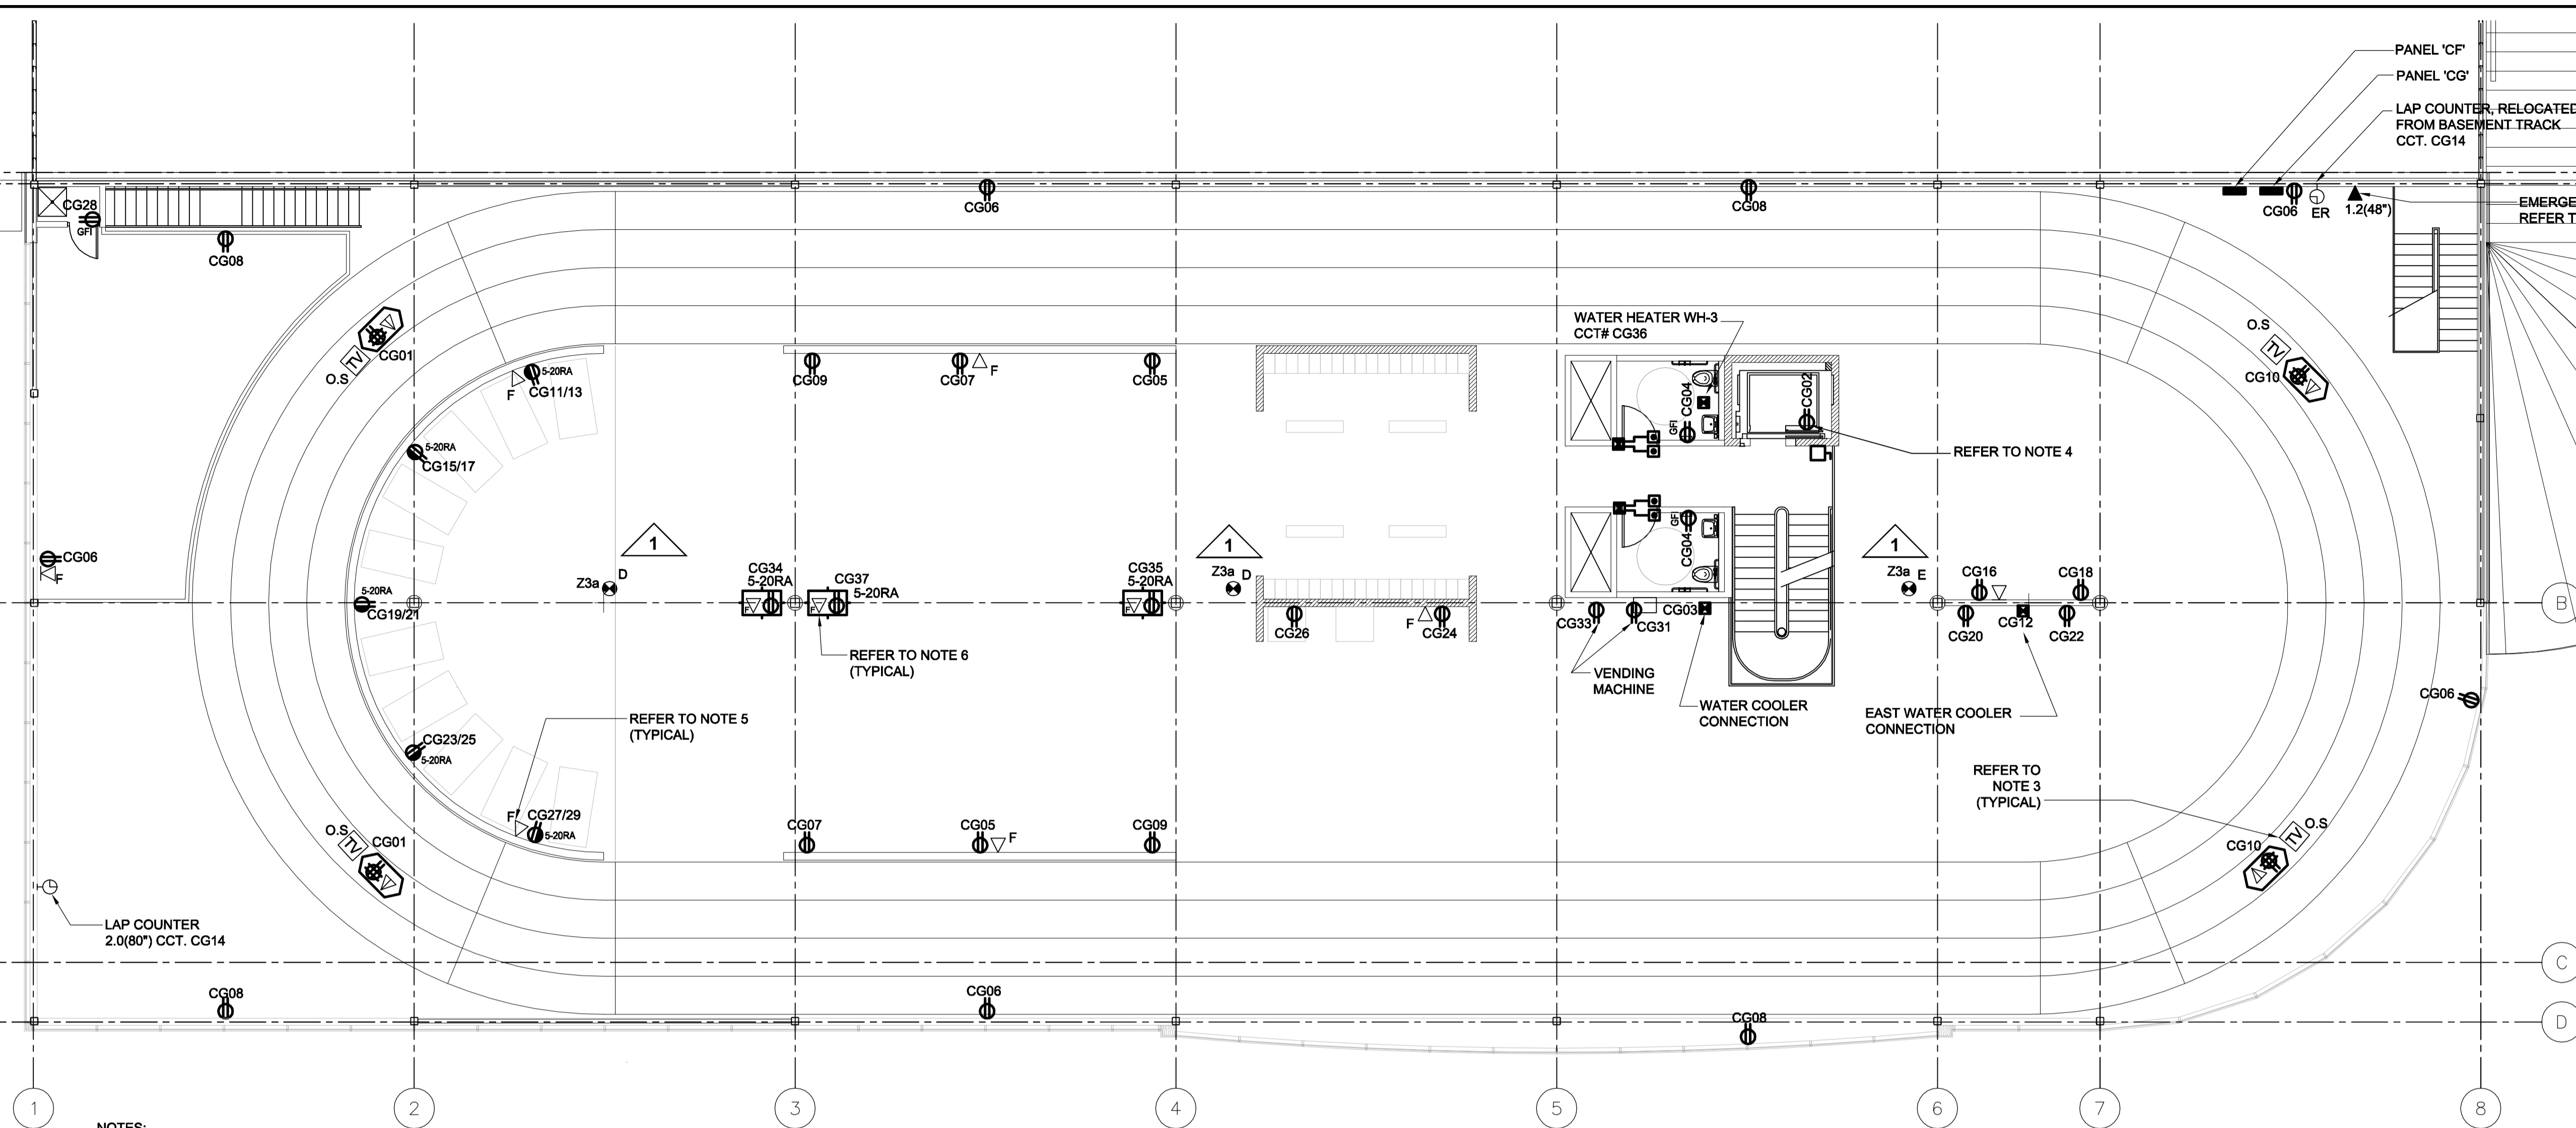 PANEL 'CF'
PANEL 'CG'
LAP COUNTER, RELOCATED
FROM BASEMENT TRACK
CCT. CG14
CG28
GFI
CG08
CG06
CG08
CG06
ER
1.2(48")
EMERGE
REFER T
WATER HEATER WH-3
CCT# CG36
O.S
TV
CG01
5-20RA
F
CG11/13
CG09
CG07
F
CG05
CG04
GFI
CG02
REFER TO NOTE 4
O.S
TV
CG10
5-20RA
CG15/17
CG06
F
5-20RA
CG19/21
1
Z3a
D
CG34
5-20RA
F
CG37
5-20RA
F
CG35
5-20RA
F
1
Z3a
D
GFI
CG04
1
Z3a
E
CG16
CG18
B
REFER TO NOTE 6
(TYPICAL)
CG26
F
CG24
CG33
CG31
CG03
CG20
CG12
CG22
VENDING
MACHINE
WATER COOLER
CONNECTION
EAST WATER COOLER
CONNECTION
CG06
REFER TO NOTE 5
(TYPICAL)
CG23/25
5-20RA
REFER TO
NOTE 3
(TYPICAL)
F
CG27/29
5-20RA
O.S
TV
CG01
CG07
CG05
F
CG09
O.S
TV
CG10
LAP COUNTER
2.0(80") CCT. CG14
C
CG08
CG06
CG08
D
1
2
3
4
5
6
7
8
NOTES: